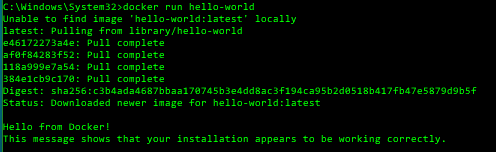 C:\Windows\System32>docker run hello-world
Unable to find image 'hello-world:latest' locally
latest: Pulling from library/hello-world
e46172273a4e: Pull complete
af0f84283f52: Pull complete
118a999e7a54: Pull complete
384e1cb9c170: Pull complete
Digest: sha256:c3b4ada4687bbaa170745b3e4dd8ac3f194ca95b2d0518b417fb47e5879d9b5f
Status: Downloaded newer image for hello-world:latest
Hello from Docker!
This message shows that your installation appears to be working correctly.